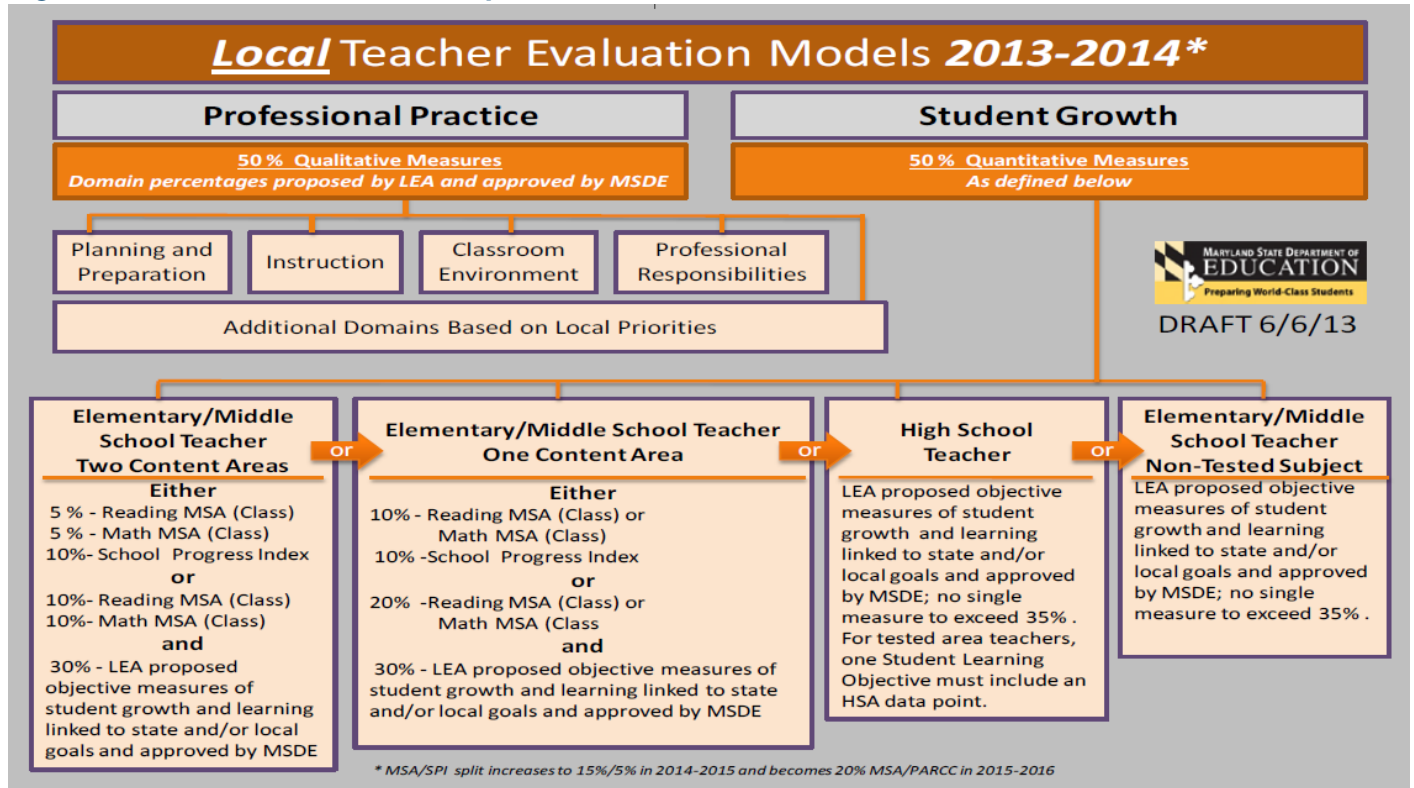 Local Teacher Evaluation Models 2013-2014*
Professional Practice
50 % Qualitative Measures
Domain percentages proposed by LEA and approved by MSDE
Student Growth
50 % Quantitative Measures
As defined below
Planning and
Preparation
Instruction
Classroom
Environment
Professional
Responsibilities
Additional Domains Based on Local Priorities
MARYLAND STATE DEPARTMENT OF
EDUCATION
Preparing World-Class Students
DRAFT 6/6/13
Elementary/Middle
School Teacher
Two Content Areas
Either
5 % - Reading MSA (Class)
5 % - Math MSA (Class)
10%- School Progress Index
or
10%- Reading MSA (Class)
10%- Math MSA (Class)
and
30% - LEA proposed
objective measures of
student growth and learning
linked to state and/or local
goals and approved by MSDE
or
Elementary/Middle School Teacher
One Content Area
Either
10% - Reading MSA (Class) or
Math MSA (Class)
10% -School Progress Index
or
20% -Reading MSA (Class) or
Math MSA (Class
and
30% - LEA proposed objective measures of
student growth and learning linked to state
and/or local goals and approved by MSDE
or
High School
Teacher
LEA proposed objective
measures of student
growth and learning
linked to state and/or
local goals and approved
by MSDE; no single
measure to exceed 35% .
For tested area teachers,
one Student Learning
Objective must include an
HSA data point.
or
Elementary/Middle
School Teacher
Non-Tested Subject
LEA proposed objective
measures of student
growth and learning
linked to state and/or
local goals and approved
by MSDE; no single
measure to exceed 35% .
* MSA/SPI split increases to 15%/5% in 2014-2015 and becomes 20% MSA/PARCC in 2015-2016